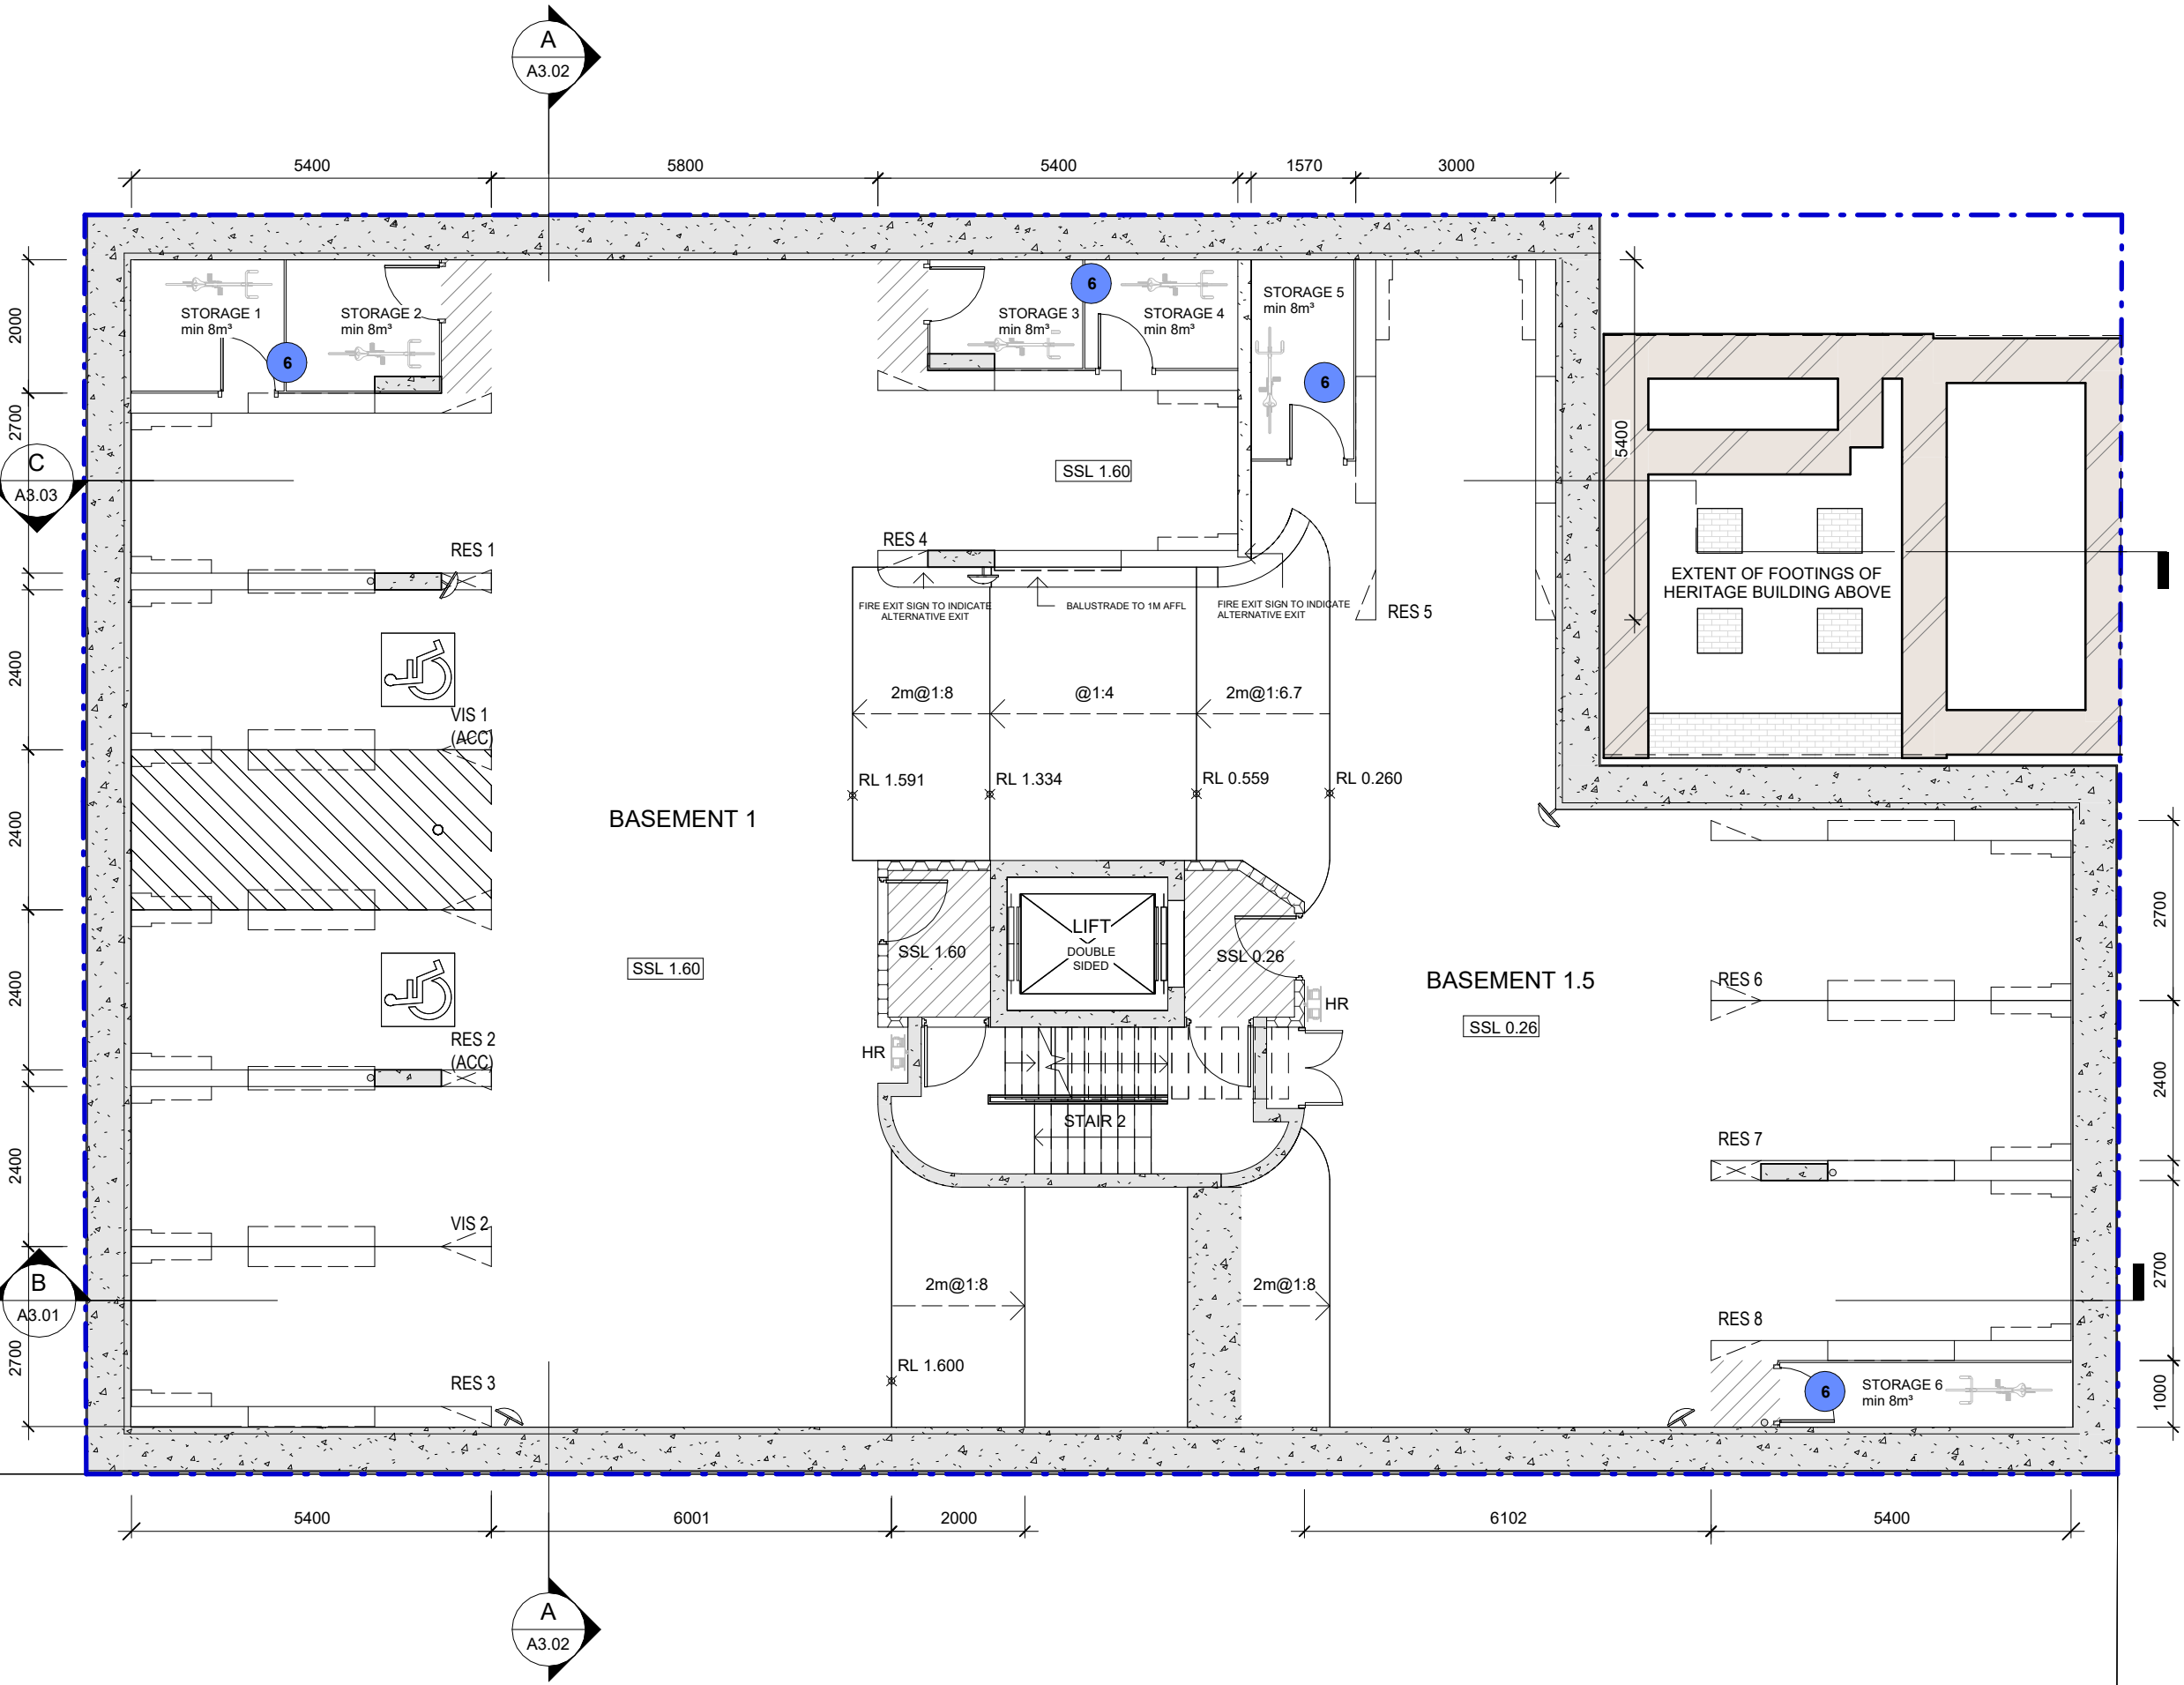 A
A3.02
5400
5800
5400
1570
3000
2000
2700
2400
2400
2400
2400
2700
C
A3.03
B
A3.01
STORAGE 1
min 8m³
6
STORAGE 2
min 8m³
STORAGE 3
min 8m³
6
STORAGE 4
min 8m³
STORAGE 5
min 8m³
6
5400
SSL 1.60
RES 1
RES 4
RES 5
FIRE EXIT SIGN TO INDICATE
ALTERNATIVE EXIT
BALUSTRADE TO 1M AFFL
FIRE EXIT SIGN TO INDICATE
ALTERNATIVE EXIT
EXTENT OF FOOTINGS OF
HERITAGE BUILDING ABOVE
2m@1:8
@1:4
2m@1:6.7
VIS 1
(ACC)
RL 1.591
RL 1.334
RL 0.559
RL 0.260
BASEMENT 1
SSL 1.60
SSL 1.60
LIFT
DOUBLE
SIDED
SSL 0.26
BASEMENT 1.5
SSL 0.26
HR
HR
RES 2
(ACC)
STAIR 2
RES 6
RES 7
VIS 2
2m@1:8
2m@1:8
RL 1.600
RES 3
RES 8
6
STORAGE 6
min 8m³
2700
2400
2700
1000
5400
6001
2000
6102
5400
A
A3.02